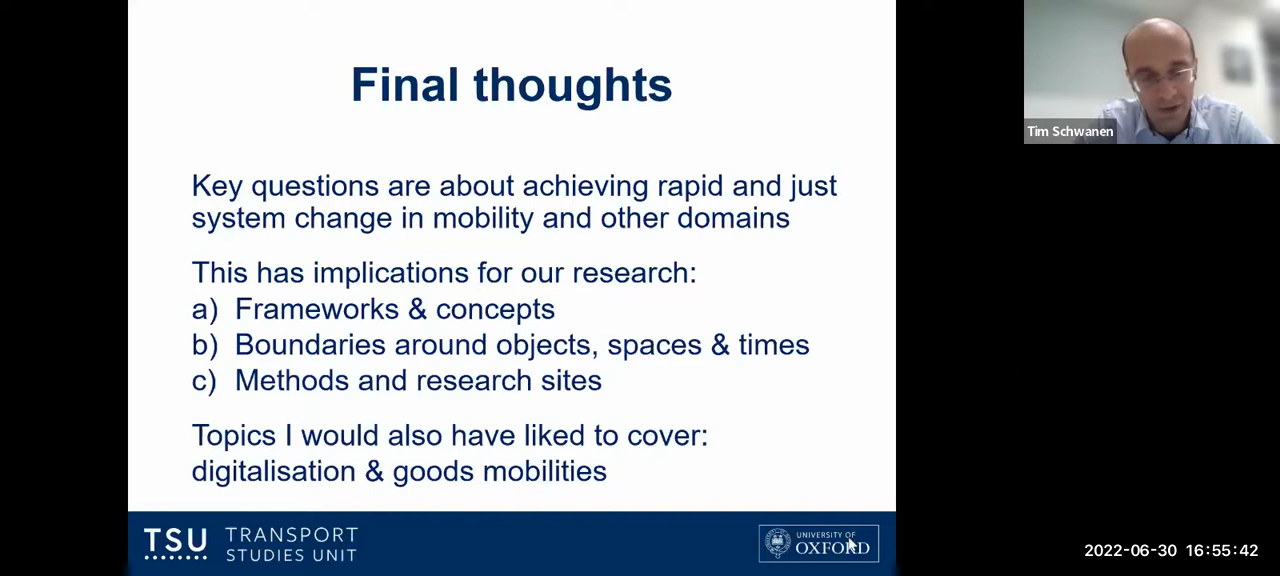 Final thoughts
Key questions are about achieving rapid and just
system change in mobility and other domains
This has implications for our research:
a) Frameworks & concepts
b) Boundaries around objects, spaces & times
c) Methods and research sites
Topics I would also have liked to cover:
digitalisation & goods mobilities
TSU TRANSPORT
STUDIES UNIT
UNIVERSITY OF
OXFORD
Tim Schwanen
2022-06-30 16:55:42